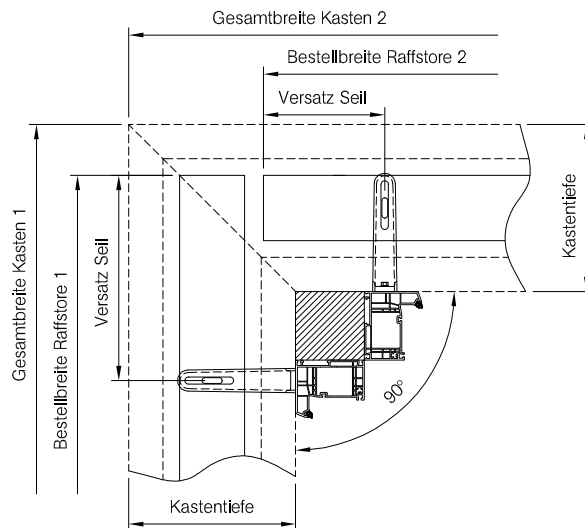 Gesamtbreite Kasten 2
Bestellbreite Raffstore 2
Versatz Seil
Gesamtbreite Kasten 1
Bestellbreite Raffstore 1
Versatz Seil
Kastentiefe
90°
Kastentiefe